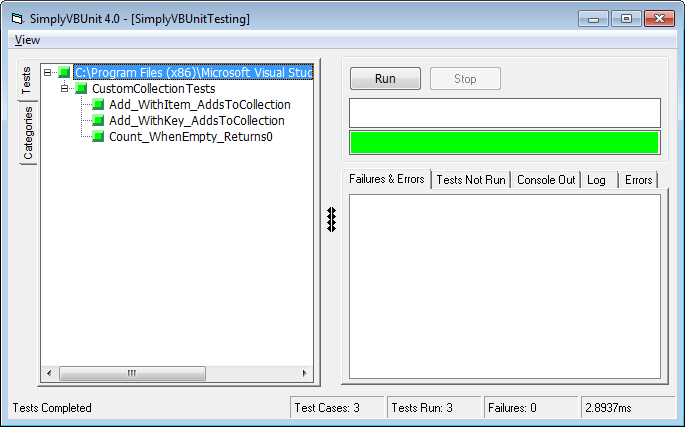 SimplyVBUnit 4.0 - [SimplyVBUnitTesting]
View
Tests
Categories
C:\Program Files (x86)\Microsoft Visual Stud
CustomCollectionTests
Add_WithItem_AddsToCollection
Add_WithKey_AddsToCollection
Count_WhenEmpty_Returns0
Run Stop
Failures & Errors Tests Not Run Console Out Log Errors
Tests Completed Test Cases: 3 Tests Run: 3 Failures: 0 2.8937ms